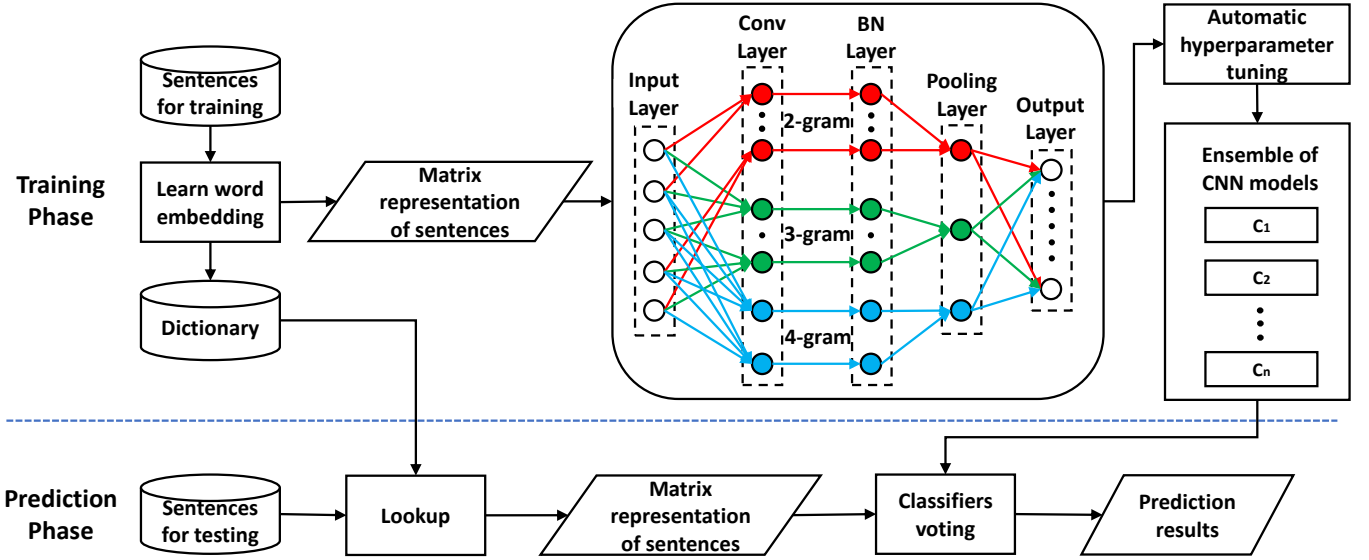 Training
Phase
Sentences
for training
Learn word
embedding
Dictionary
Matrix
representation
of sentences
Input
Layer
Conv
Layer
BN
Layer
Pooling
Layer
Output
Layer
2-gram
3-gram
4-gram
Automatic
hyperparameter
tuning
Ensemble of
CNN models
C1
C2
Cn
Prediction
Phase
Sentences
for testing
Lookup
Matrix
representation
of sentences
Classifiers
voting
Prediction
results